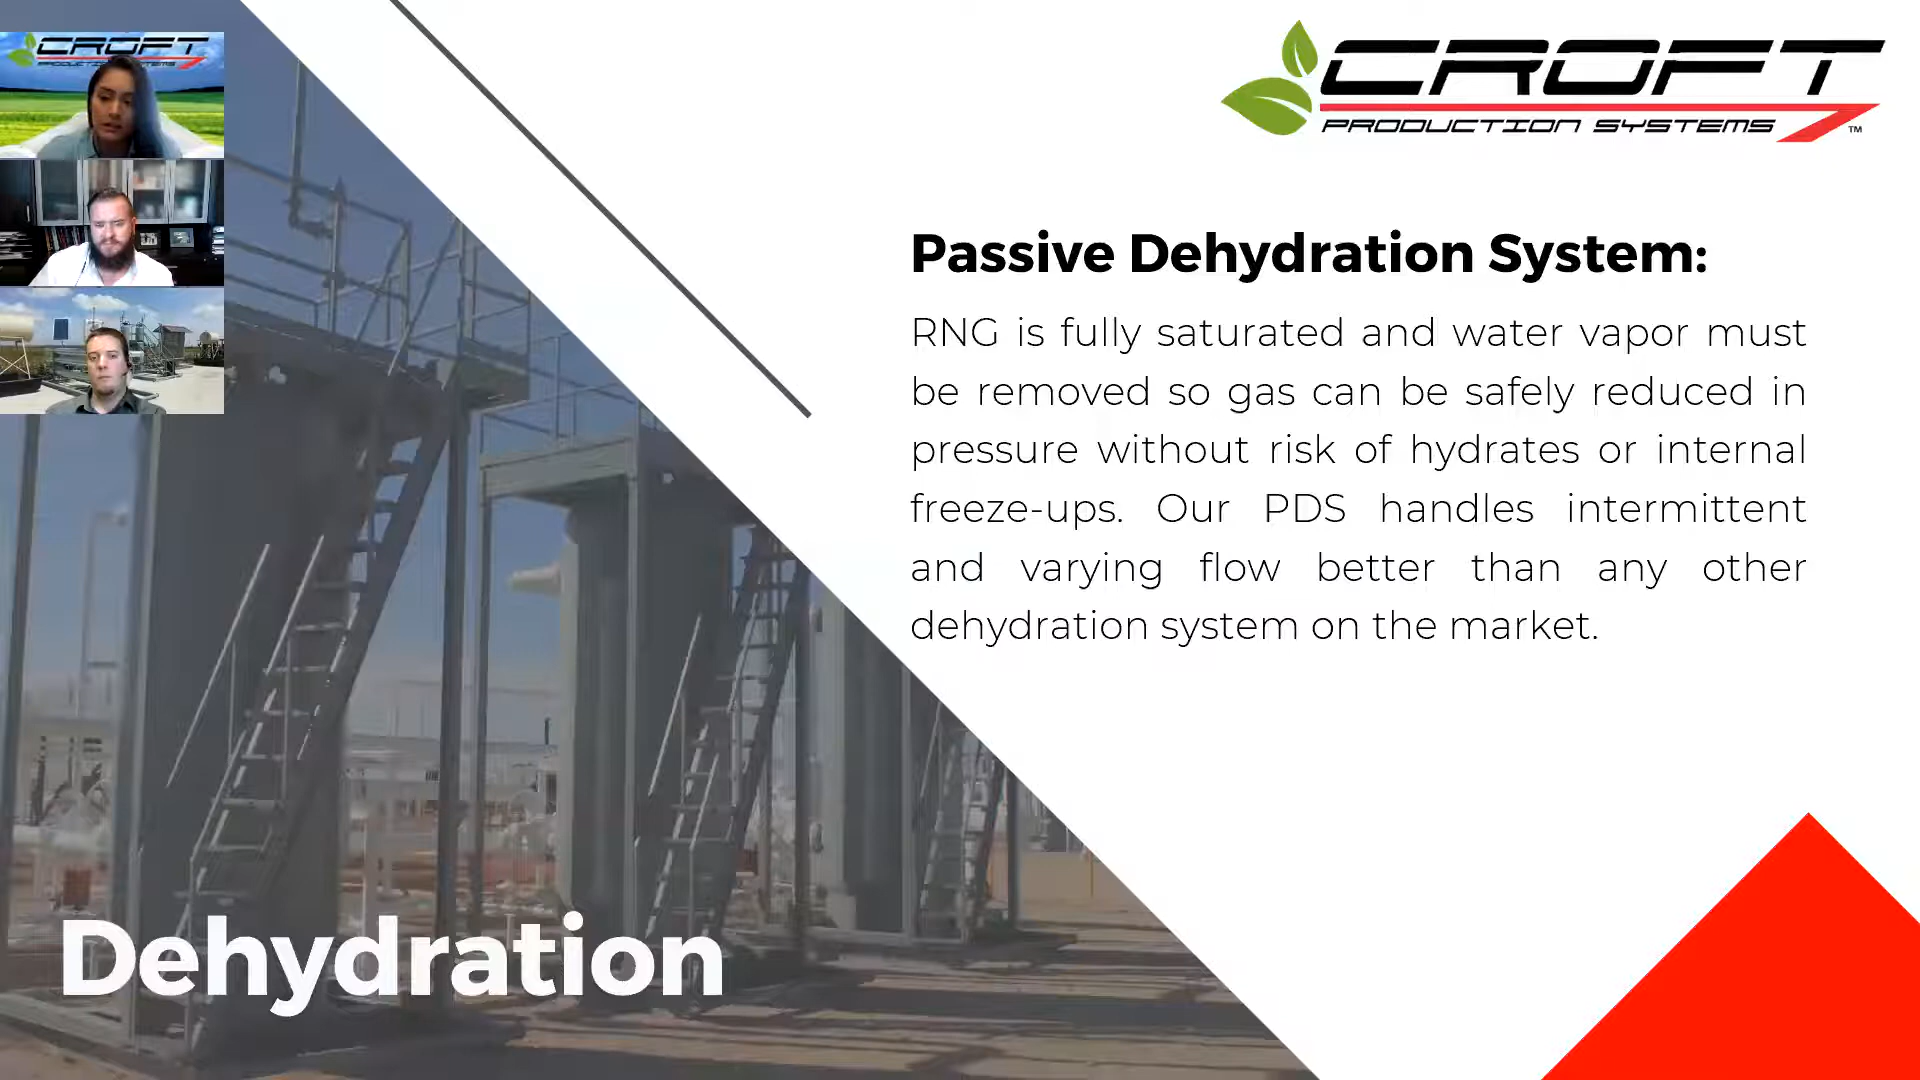 CROFT
PRODUCTION SYSTEMS
CROFT
PRODUCTION SYSTEMS TM
Passive Dehydration System:
RNG is fully saturated and water vapor must
be removed so gas can be safely reduced in
pressure without risk of hydrates or internal
freeze-ups. Our PDS handles intermittent
and varying flow better than any other
dehydration system on the market.
Dehydration